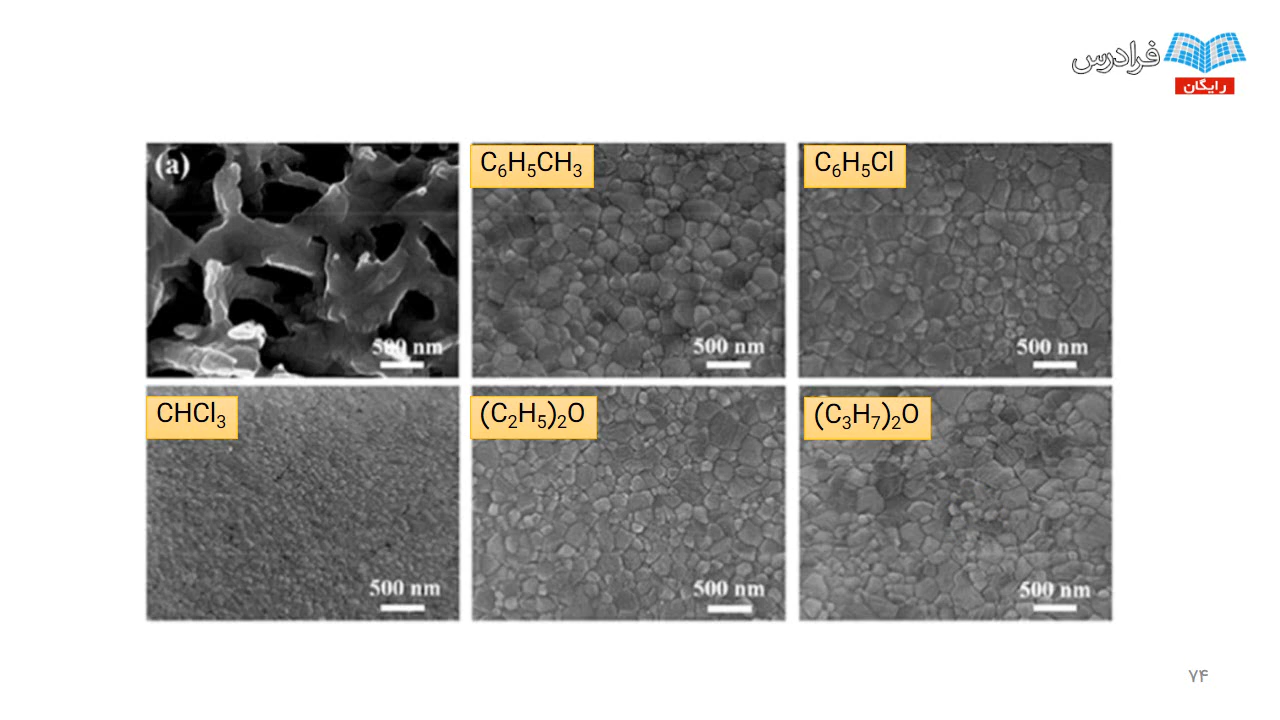 فرادرس
رایگان
(a)
C₆H₅CH₃
C₆H₅Cl
500 nm
500 nm
500 nm
CHCl₃
(C₂H₅)₂O
(C₃H₇)₂O
500 nm
500 nm
500 nm
۷۴